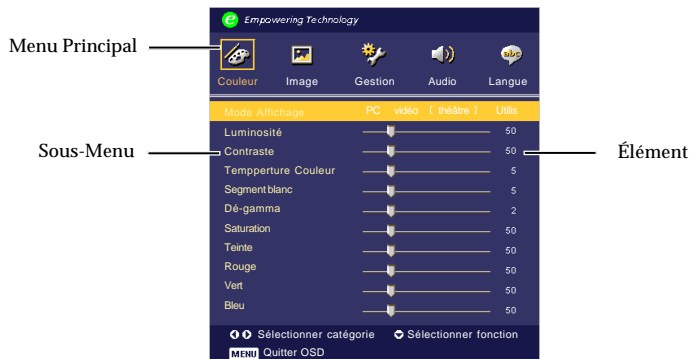 Empowering Technology
Menu Principal
Couleur Image Gestion Audio Langue
Mode Affichage PC vidéo [ théâtre ] Utilis
Luminosité 50
Sous-Menu Contraste 50 Élément
Tempperture Couleur 5
Segment blanc 5
Dé-gamma 2
Saturation 50
Teinte 50
Rouge 50
Vert 50
Bleu 50
Sélectionner catégorie Sélectionner fonction
MENU Quitter OSD